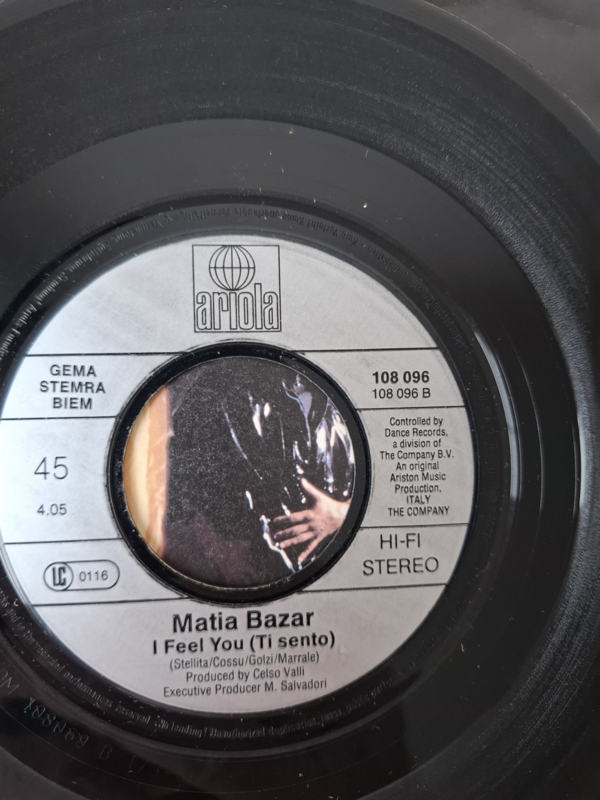 ariola
GEMA
STEMRA
BIEM
108 096
108 096 B
45
4.05
Controlled by
Dance Records,
a division of
The Company B.V.
An original
Ariston Music
Production,
ITALY
THE COMPANY
LC 0116
HI-FI
STEREO
Matia Bazar
I Feel You (Ti sento)
(Stellita/Cossu/Golzi/Marrale)
Produced by Celso Valli
Executive Producer M. Salvadori